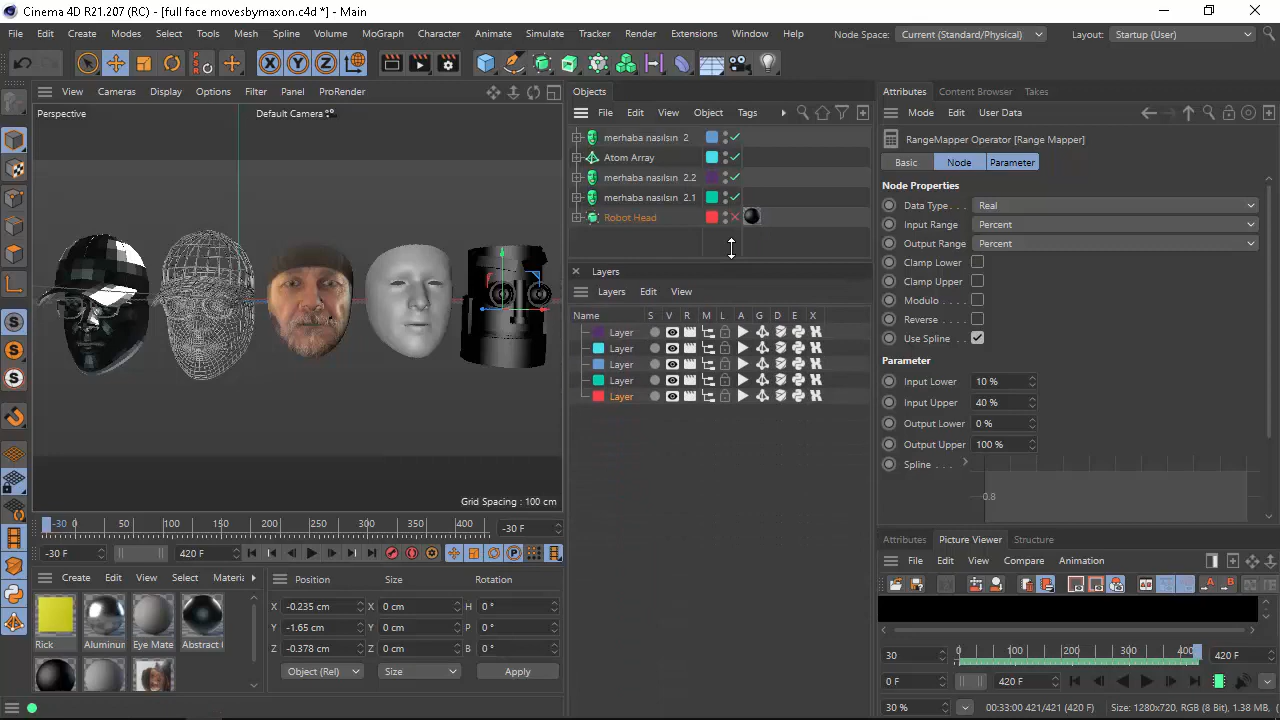 Cinema 4D R21.207 (RC) - [full face movesbymaxon.c4d *] - Main
File Edit Create Modes Select Tools Mesh Spline Volume MoGraph Character Animate Simulate Tracker Render Extensions Window Help Node Space: Current (Standard/Physical) Layout: Startup (User)
View Cameras Display Options Filter Panel ProRender
Perspective Default Camera
Grid Spacing : 100 cm
-30 0 50 100 150 200 250 300 350 400 -30 F
-30 F 420 F
Create Edit View Select Materia
Rick Aluminum Eye Mate Abstract
Position Size Rotation
X -0.235 cm X 0 cm H 0 °
Y -1.65 cm Y 0 cm P 0 °
Z -0.378 cm Z 0 cm B 0 °
Object (Rel) Size Apply
Objects
File Edit View Object Tags
merhaba nasılsın 2
Atom Array
merhaba nasılsın 2.2
merhaba nasılsın 2.1
Robot Head
Layers
Layers Edit View
Name S V R M L A G D E X
Layer
Layer
Layer
Layer
Layer
Attributes Content Browser Takes
Mode Edit User Data
RangeMapper Operator [Range Mapper]
Basic Node Parameter
Node Properties
Data Type . . . Real
Input Range Percent
Output Range Percent
Clamp Lower
Clamp Upper
Modulo
Reverse
Use Spline
Parameter
Input Lower 10 %
Input Upper 40 %
Output Lower 0 %
Output Upper 100 %
Spline . . .
0.8
Attributes Picture Viewer Structure
File Edit View Compare Animation
30 0 100 200 300 400 420 F
0 F 420 F
30 % 00:33:00 421/421 (420 F) Size: 1280x720, RGB (8 Bit), 1.38 MB,